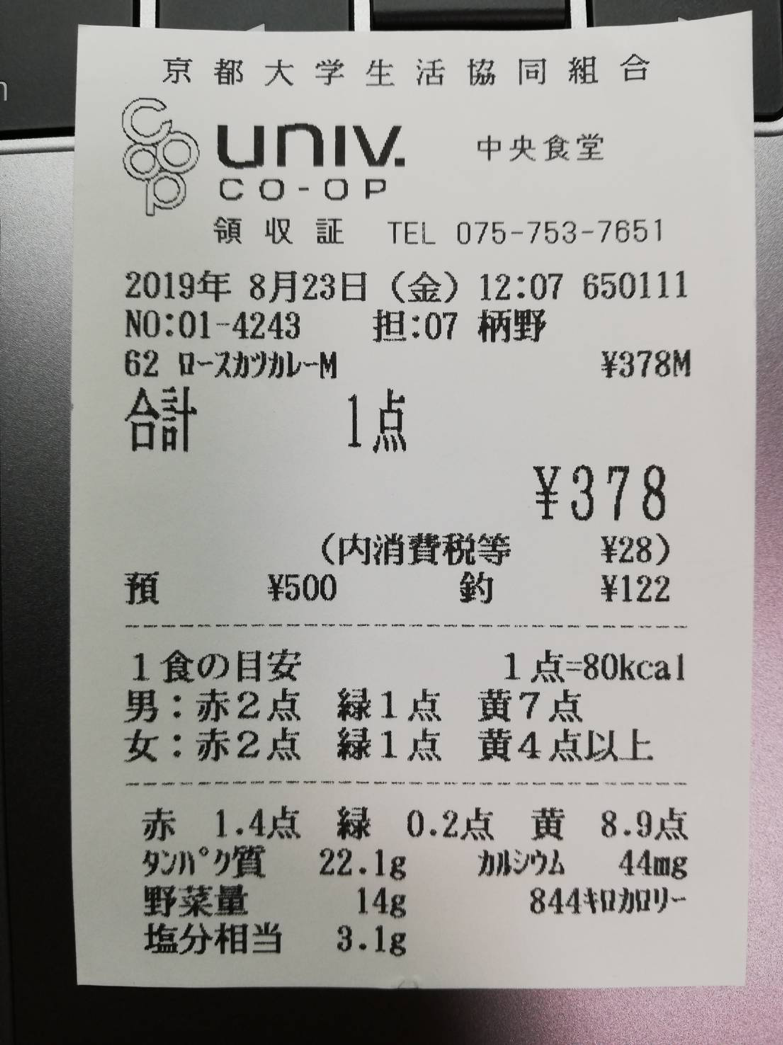 京都大学生活協同組合
coop univ. 中央食堂
CO-OP
領収証 TEL 075-753-7651
2019年 8月23日(金)12:07 650111
NO:01-4243 担:07 柄野
62 ﾛｰｽｶﾂｶﾚｰM ¥378M
合計 1点
¥378
(内消費税等 ¥28)
預 ¥500 釣 ¥122
1食の目安 1点=80kcal
男：赤2点 緑1点 黄7点
女：赤2点 緑1点 黄4点以上
赤 1.4点 緑 0.2点 黄 8.9点
ﾀﾝﾊﾟｸ質 22.1g ｶﾙｼｳﾑ 44mg
野菜量 14g 844ｷﾛｶﾛﾘｰ
塩分相当 3.1g